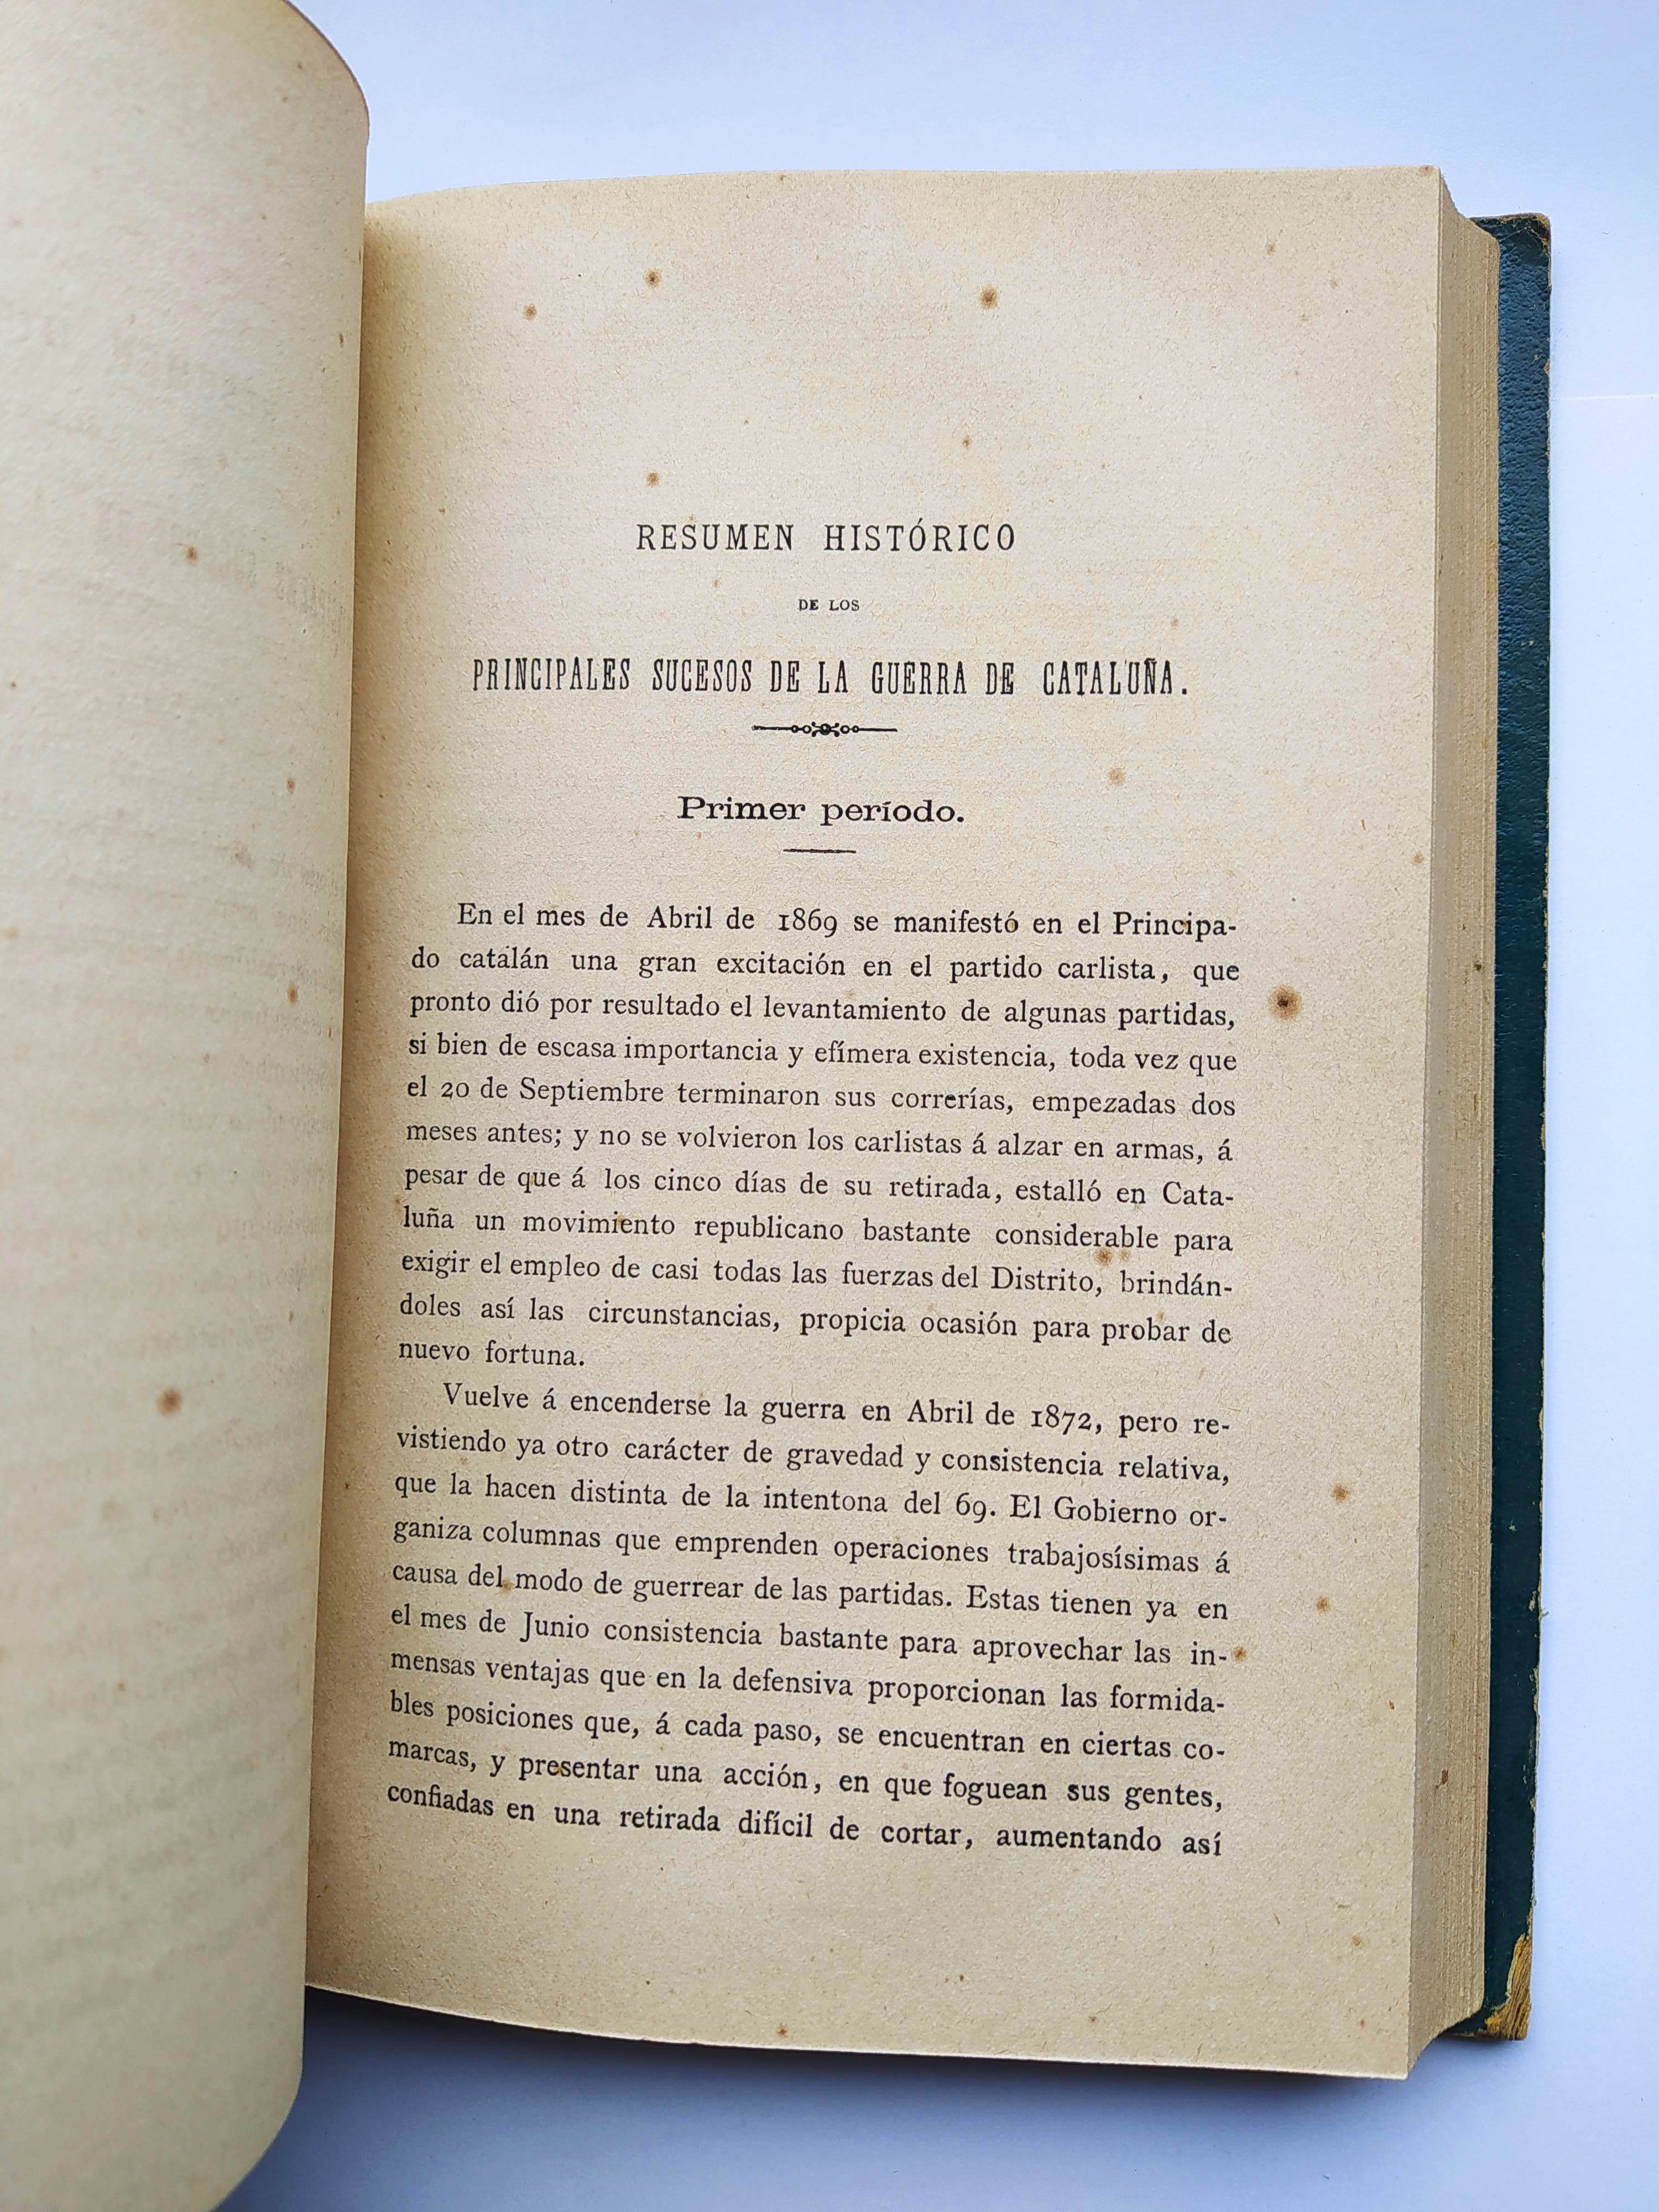 RESUMEN HISTÓRICO
DE LOS
PRINCIPALES SUCESOS DE LA GUERRA DE CATALUÑA.
Primer período.
En el mes de Abril de 1869 se manifestó en el Principa-
do catalán una gran excitación en el partido carlista, que
pronto dió por resultado el levantamiento de algunas partidas,
si bien de escasa importancia y efímera existencia, toda vez que
el 20 de Septiembre terminaron sus correrías, empezadas dos
meses antes; y no se volvieron los carlistas á alzar en armas, á
pesar de que á los cinco días de su retirada, estalló en Cata-
luña un movimiento republicano bastante considerable para
exigir el empleo de casi todas las fuerzas del Distrito, brindán-
doles así las circunstancias, propicia ocasión para probar de
nuevo fortuna.
Vuelve á encenderse la guerra en Abril de 1872, pero re-
vistiendo ya otro carácter de gravedad y consistencia relativa,
que la hacen distinta de la intentona del 69. El Gobierno or-
ganiza columnas que emprenden operaciones trabajosísimas á
causa del modo de guerrear de las partidas. Estas tienen ya en
el mes de Junio consistencia bastante para aprovechar las in-
mensas ventajas que en la defensiva proporcionan las formida-
bles posiciones que, á cada paso, se encuentran en ciertas co-
marcas, y presentar una acción, en que foguean sus gentes,
confiadas en una retirada difícil de cortar, aumentando así